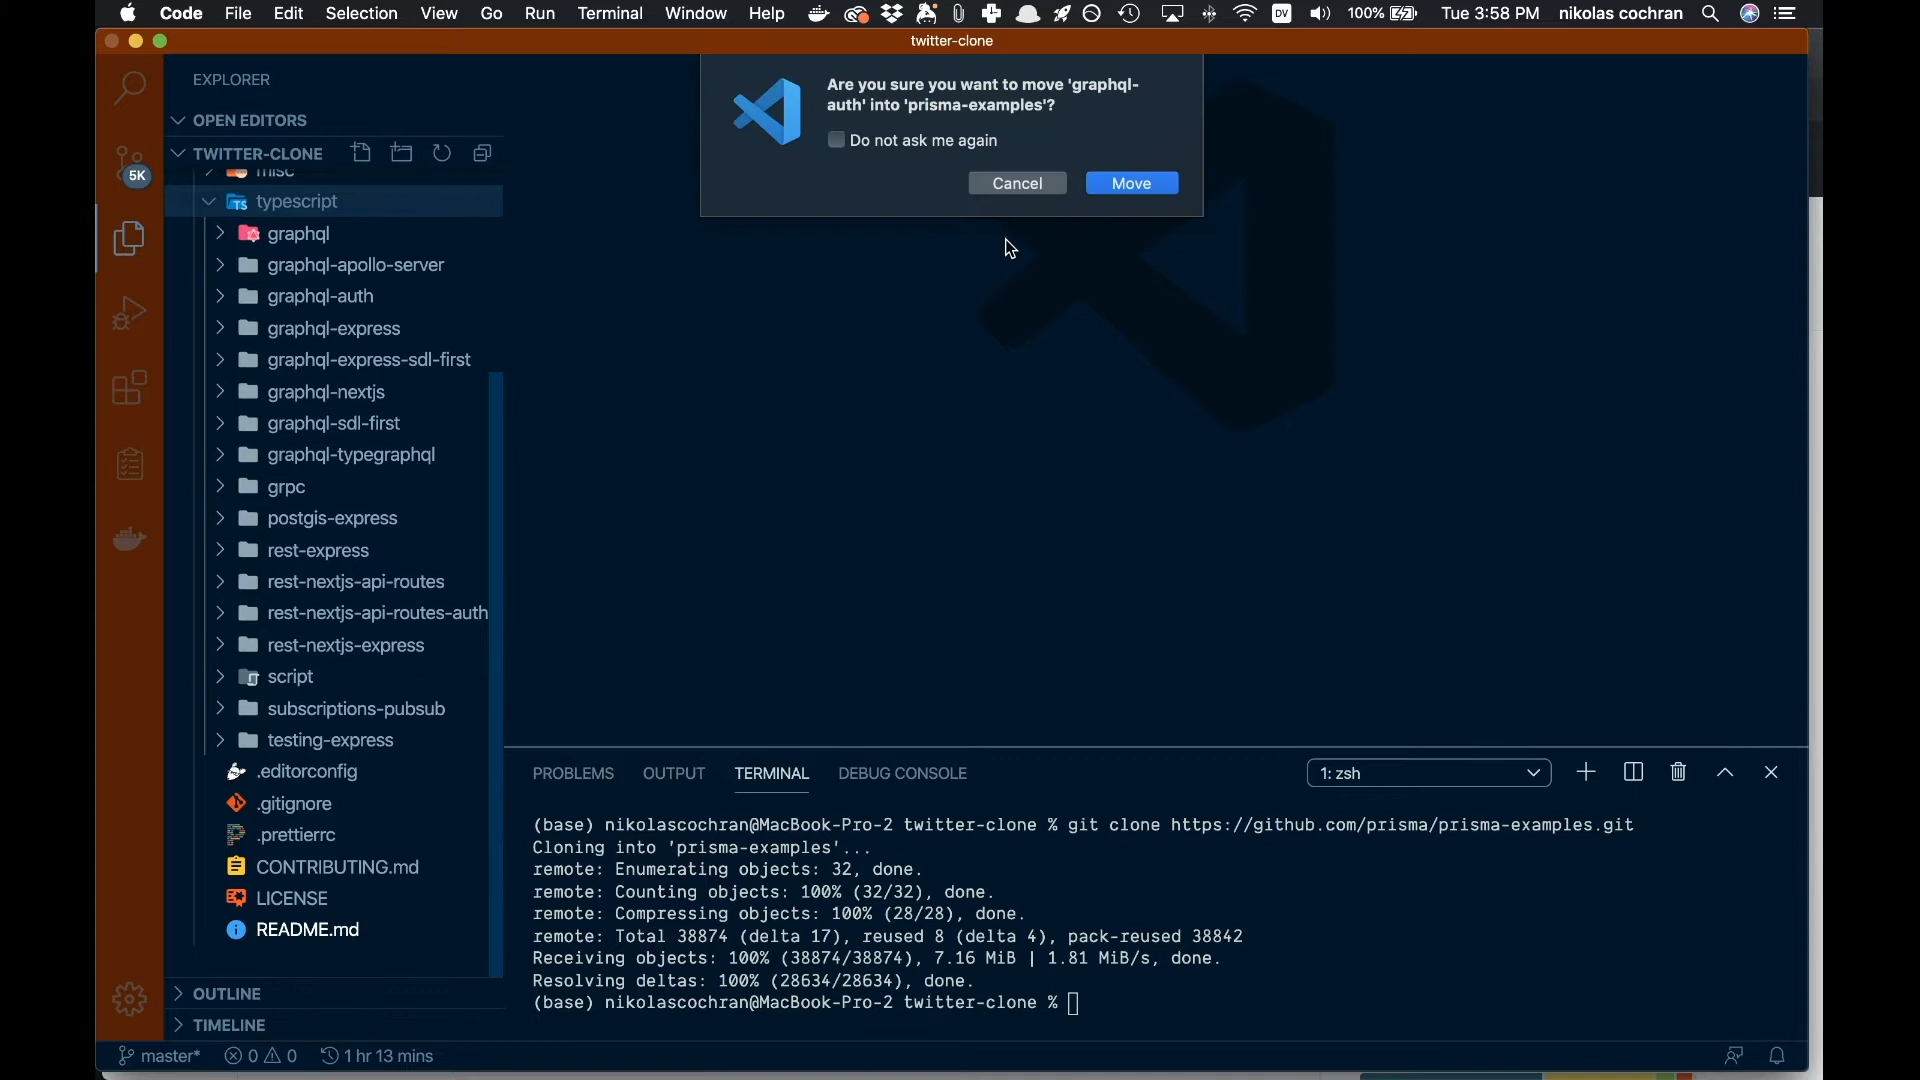 Code File Edit Selection View Go Run Terminal Window Help DV 100% Tue 3:58 PM nikolas cochran
twitter-clone
EXPLORER
OPEN EDITORS
TWITTER-CLONE
5K
misc
typescript
graphql
graphql-apollo-server
graphql-auth
graphql-express
graphql-express-sdl-first
graphql-nextjs
graphql-sdl-first
graphql-typegraphql
grpc
postgis-express
rest-express
rest-nextjs-api-routes
rest-nextjs-api-routes-auth
rest-nextjs-express
script
subscriptions-pubsub
testing-express
.editorconfig
.gitignore
.prettierrc
CONTRIBUTING.md
LICENSE
README.md
OUTLINE
TIMELINE
Are you sure you want to move 'graphql-
auth' into 'prisma-examples'?
Do not ask me again
Cancel Move
PROBLEMS OUTPUT TERMINAL DEBUG CONSOLE 1: zsh
(base) nikolascochran@MacBook-Pro-2 twitter-clone % git clone https://github.com/prisma/prisma-examples.git
Cloning into 'prisma-examples'...
remote: Enumerating objects: 32, done.
remote: Counting objects: 100% (32/32), done.
remote: Compressing objects: 100% (28/28), done.
remote: Total 38874 (delta 17), reused 8 (delta 4), pack-reused 38842
Receiving objects: 100% (38874/38874), 7.16 MiB | 1.81 MiB/s, done.
Resolving deltas: 100% (28634/28634), done.
(base) nikolascochran@MacBook-Pro-2 twitter-clone %
master* 0 0 1 hr 13 mins